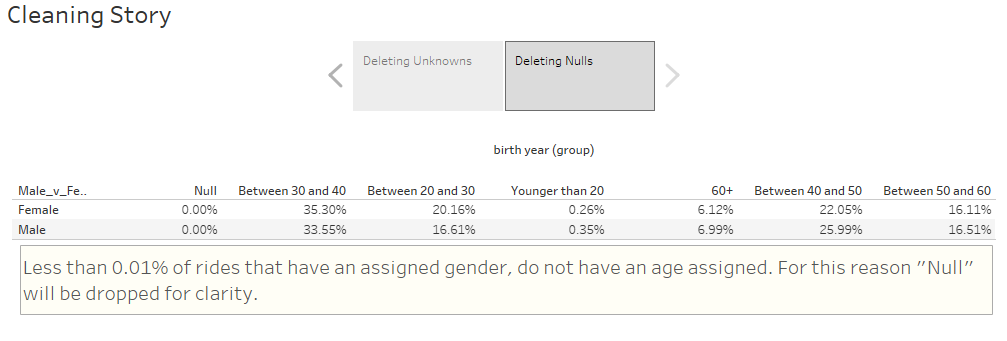 Cleaning Story
Deleting Unknowns Deleting Nulls
birth year (group)
Male_v_Fe.. Null Between 30 and 40 Between 20 and 30 Younger than 20 60+ Between 40 and 50 Between 50 and 60
Female 0.00% 35.30% 20.16% 0.26% 6.12% 22.05% 16.11%
Male 0.00% 33.55% 16.61% 0.35% 6.99% 25.99% 16.51%
Less than 0.01% of rides that have an assigned gender, do not have an age assigned. For this reason "Null"
will be dropped for clarity.